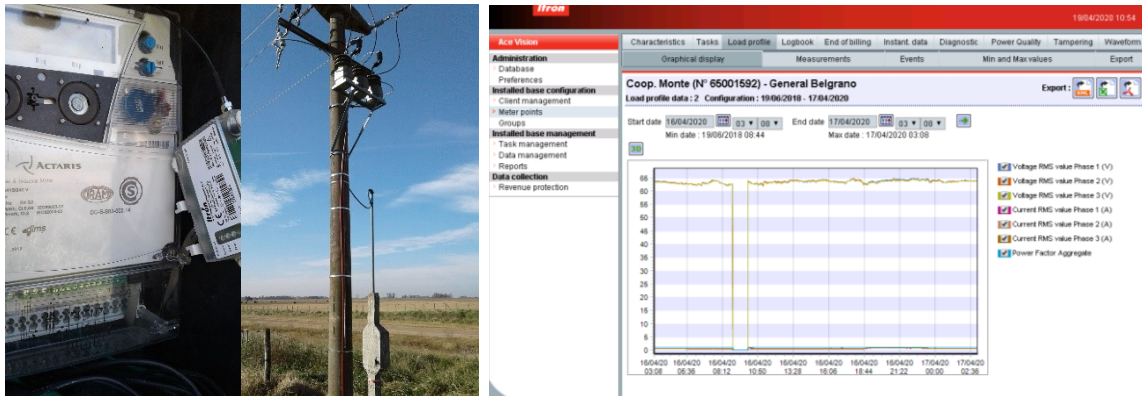 ACTARIS
Itron
Itron
19/04/2020 10:54
Ace Vision
Administration
Database
Preferences
Installed base configuration
Client management
Meter points
Groups
Installed base management
Task management
Data management
Reports
Data collection
Revenue protection
Characteristics Tasks Load profile Logbook End of billing Instant. data Diagnostic Power Quality Tampering Waveform
Graphical display Measurements Events Min and Max values Export
Coop. Monte (N° 65001592) - General Belgrano
Export :
Load profile data : 2 Configuration : 19/06/2018 - 17/04/2020
Start date 16/04/2020 03 08 End date 17/04/2020 03 08
Min date : 19/06/2018 08:44 Max date : 17/04/2020 03:08
3D
65
60
55
50
45
40
35
30
25
20
15
10
5
0
16/04/20 16/04/20 16/04/20 16/04/20 16/04/20 16/04/20 16/04/20 16/04/20 17/04/20 17/04/20
03:08 05:36 08:12 10:50 13:28 16:06 18:44 21:22 00:00 02:36
Voltage RMS value Phase 1 (V)
Voltage RMS value Phase 2 (V)
Voltage RMS value Phase 3 (V)
Current RMS value Phase 1 (A)
Current RMS value Phase 2 (A)
Current RMS value Phase 3 (A)
Power Factor Aggregate